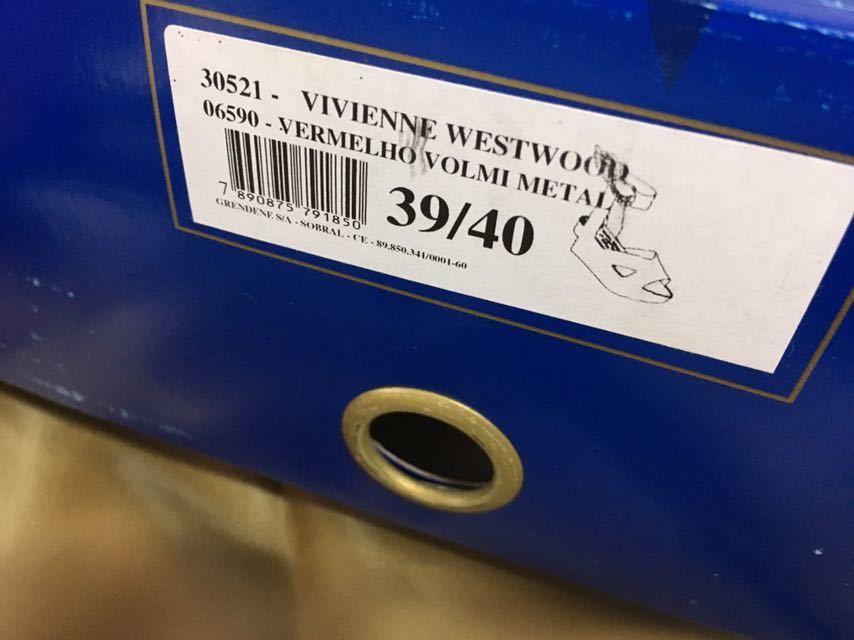 30521 - VIVIENNE WESTWOOD
06590 - VERMELHO VOLMI METAL
7 890875 791850
39/40
GRENDENE S/A - SOBRAL - CE - 89.850.341/0001-60